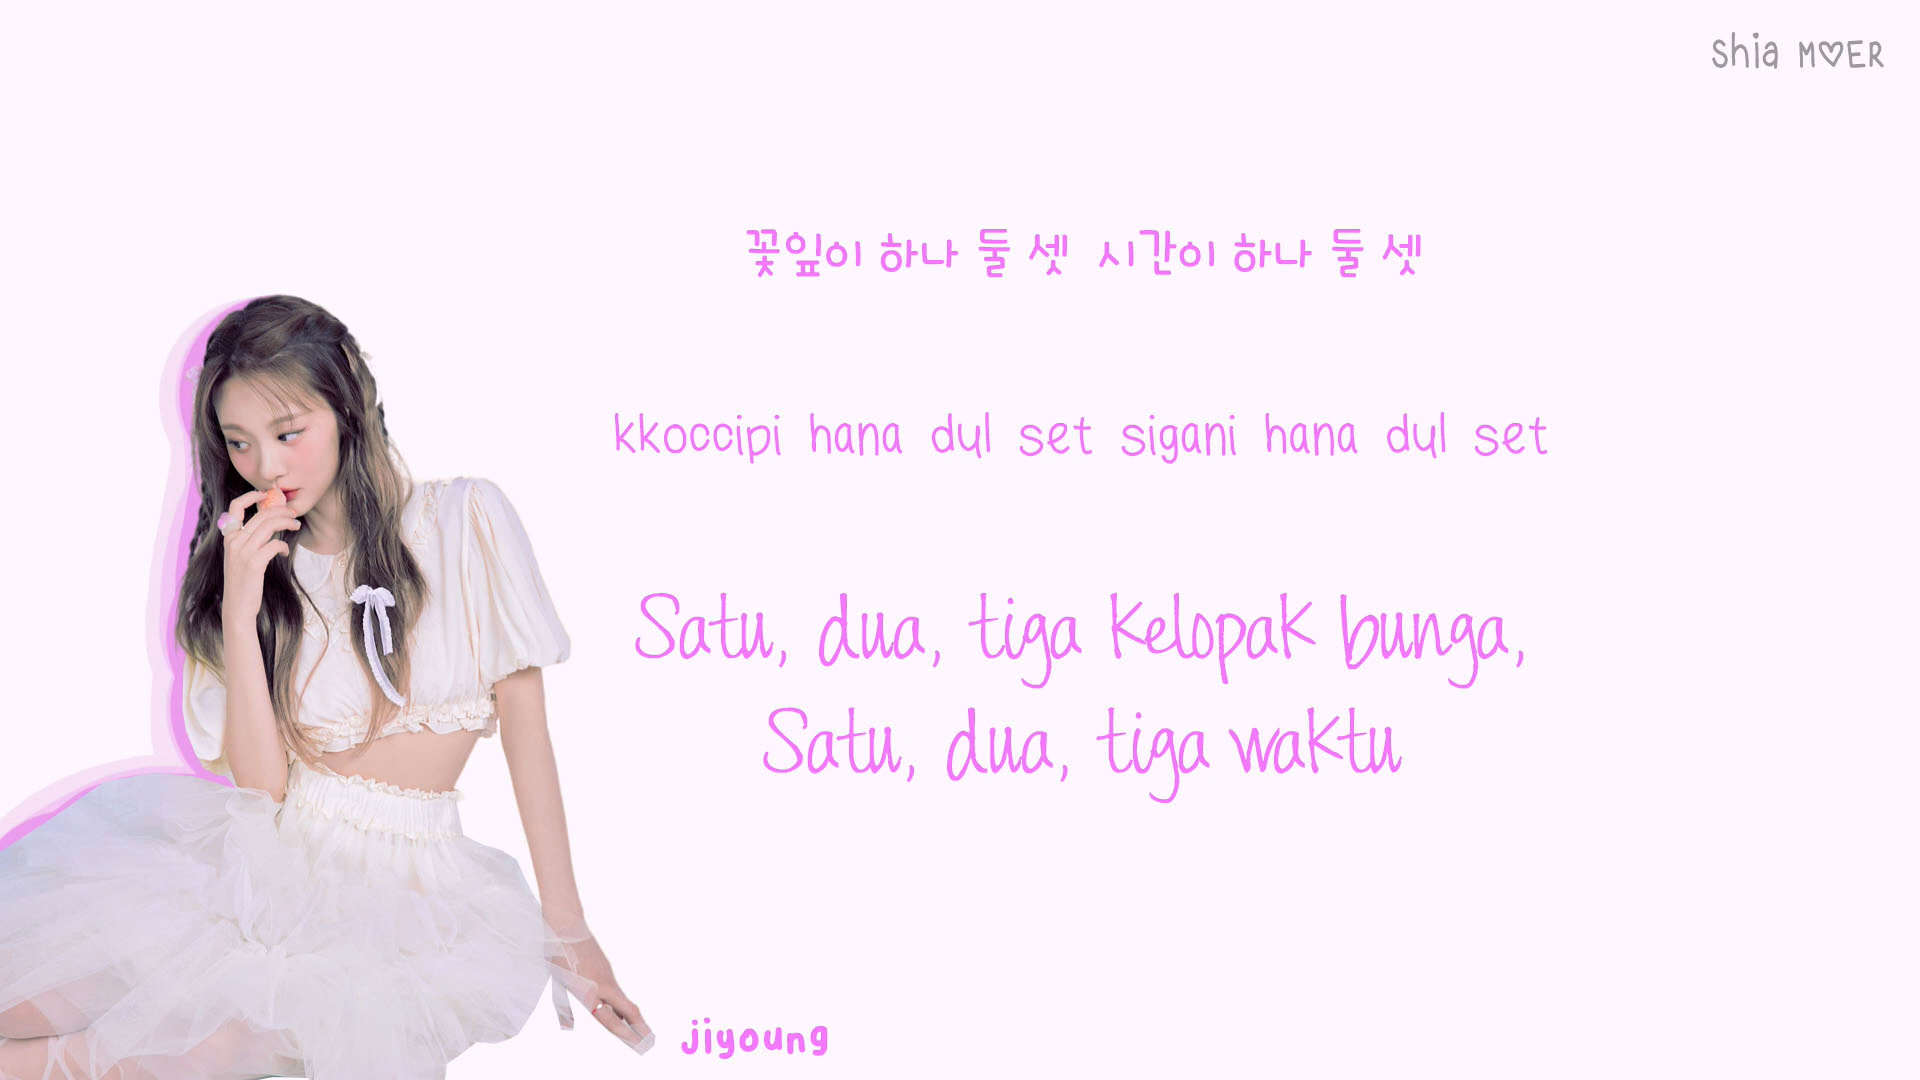 shia M♡ER
꽃잎이 하나 둘 셋 시간이 하나 둘 셋
kkoccipi hana dul set sigani hana dul set
Satu, dua, tiga kelopak bunga,
Satu, dua, tiga waktu
jiyoung